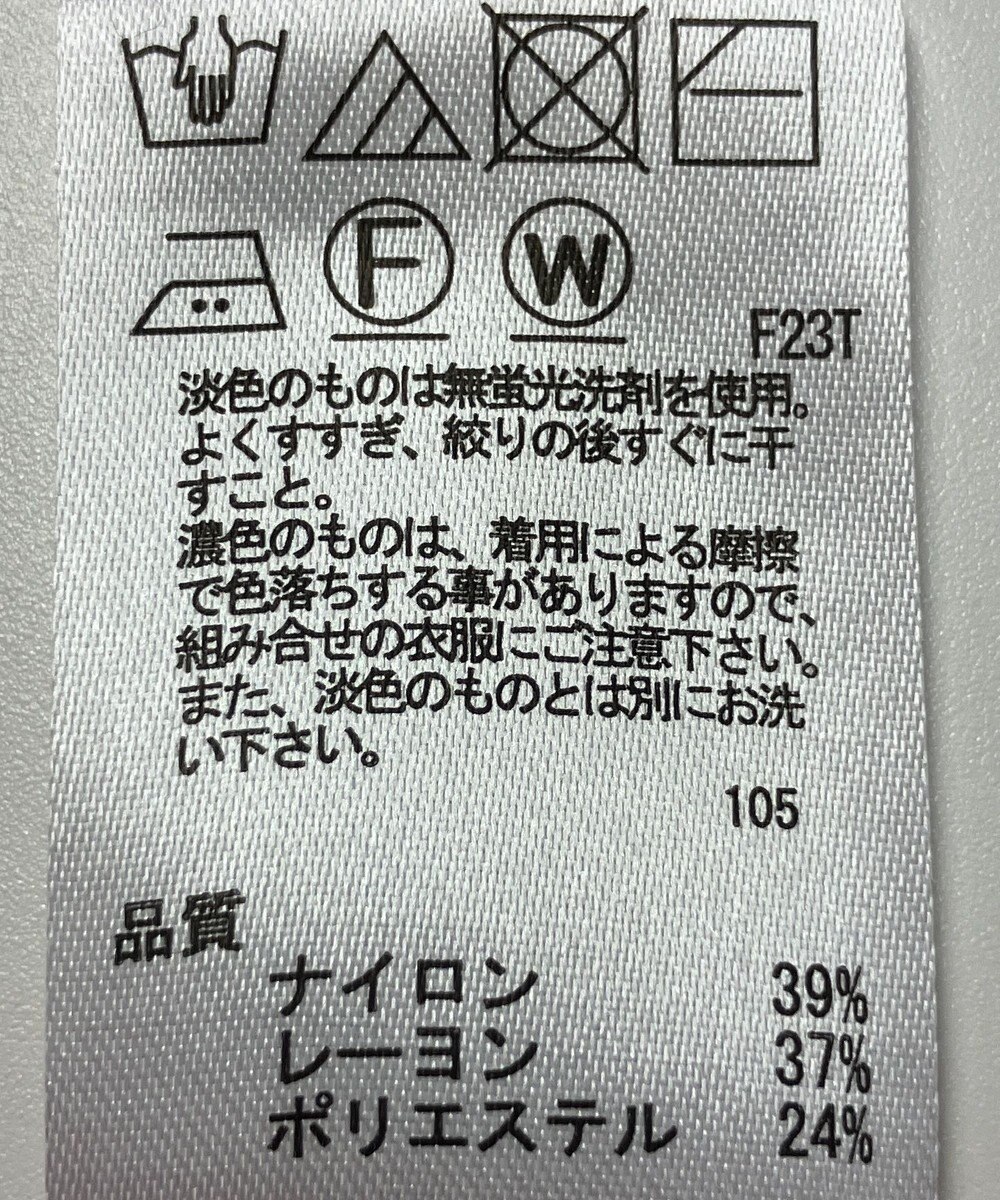 F W
F23T
淡色のものは無蛍光洗剤を使用。
よくすすぎ、絞りの後すぐに干
すこと。
濃色のものは、着用による摩擦
で色落ちする事がありますので、
組み合せの衣服にご注意下さい。
また、淡色のものとは別にお洗
い下さい。
105
品質
ナイロン 39%
レーヨン 37%
ポリエステル 24%